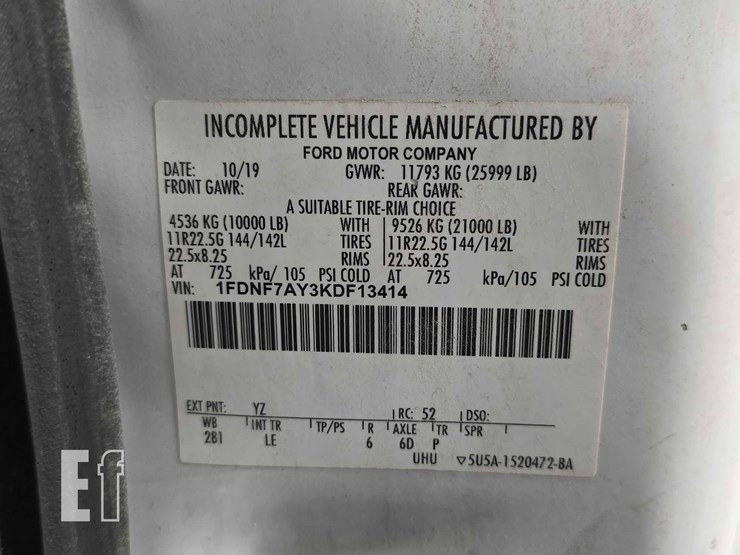 INCOMPLETE VEHICLE MANUFACTURED BY
FORD MOTOR COMPANY
DATE: 10/19 GVWR: 11793 KG (25999 LB)
FRONT GAWR: REAR GAWR:
A SUITABLE TIRE-RIM CHOICE
4536 KG (10000 LB) WITH 9526 KG (21000 LB) WITH
11R22.5G 144/142L TIRES 11R22.5G 144/142L TIRES
22.5x8.25 RIMS 22.5x8.25 RIMS
AT 725 kPa/ 105 PSI COLD AT 725 kPa/105 PSI COLD
VIN: 1FDNF7AY3KDF13414
EXT PNT: YZ RC: 52 DSO:
WB INT TR TP/PS R AXLE TR SPR
281 LE 6 6D P
UHU ▽5U5A-1520472-BA
Ef